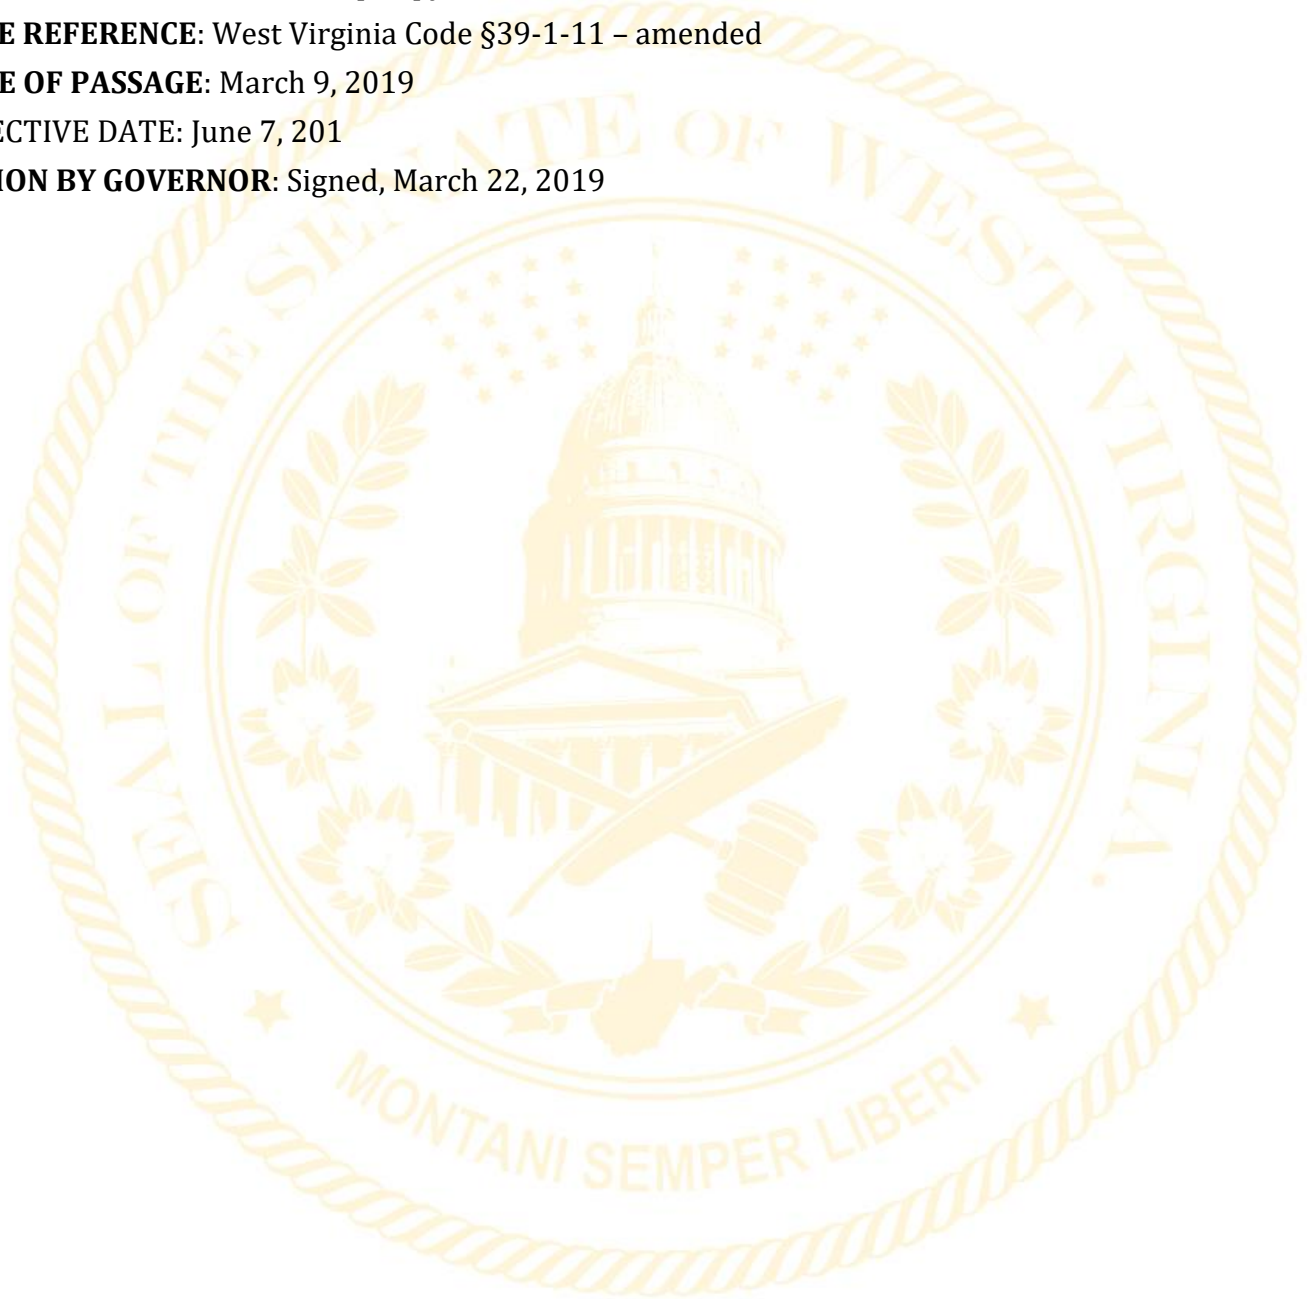 E REFERENCE: West Virginia Code §39-1-11 – amended
E OF PASSAGE: March 9, 2019
ECTIVE DATE: June 7, 201
ION BY GOVERNOR: Signed, March 22, 2019
SEAL OF THE SENATE OF WEST VIRGINIA
MONTANI SEMPER LIBERI